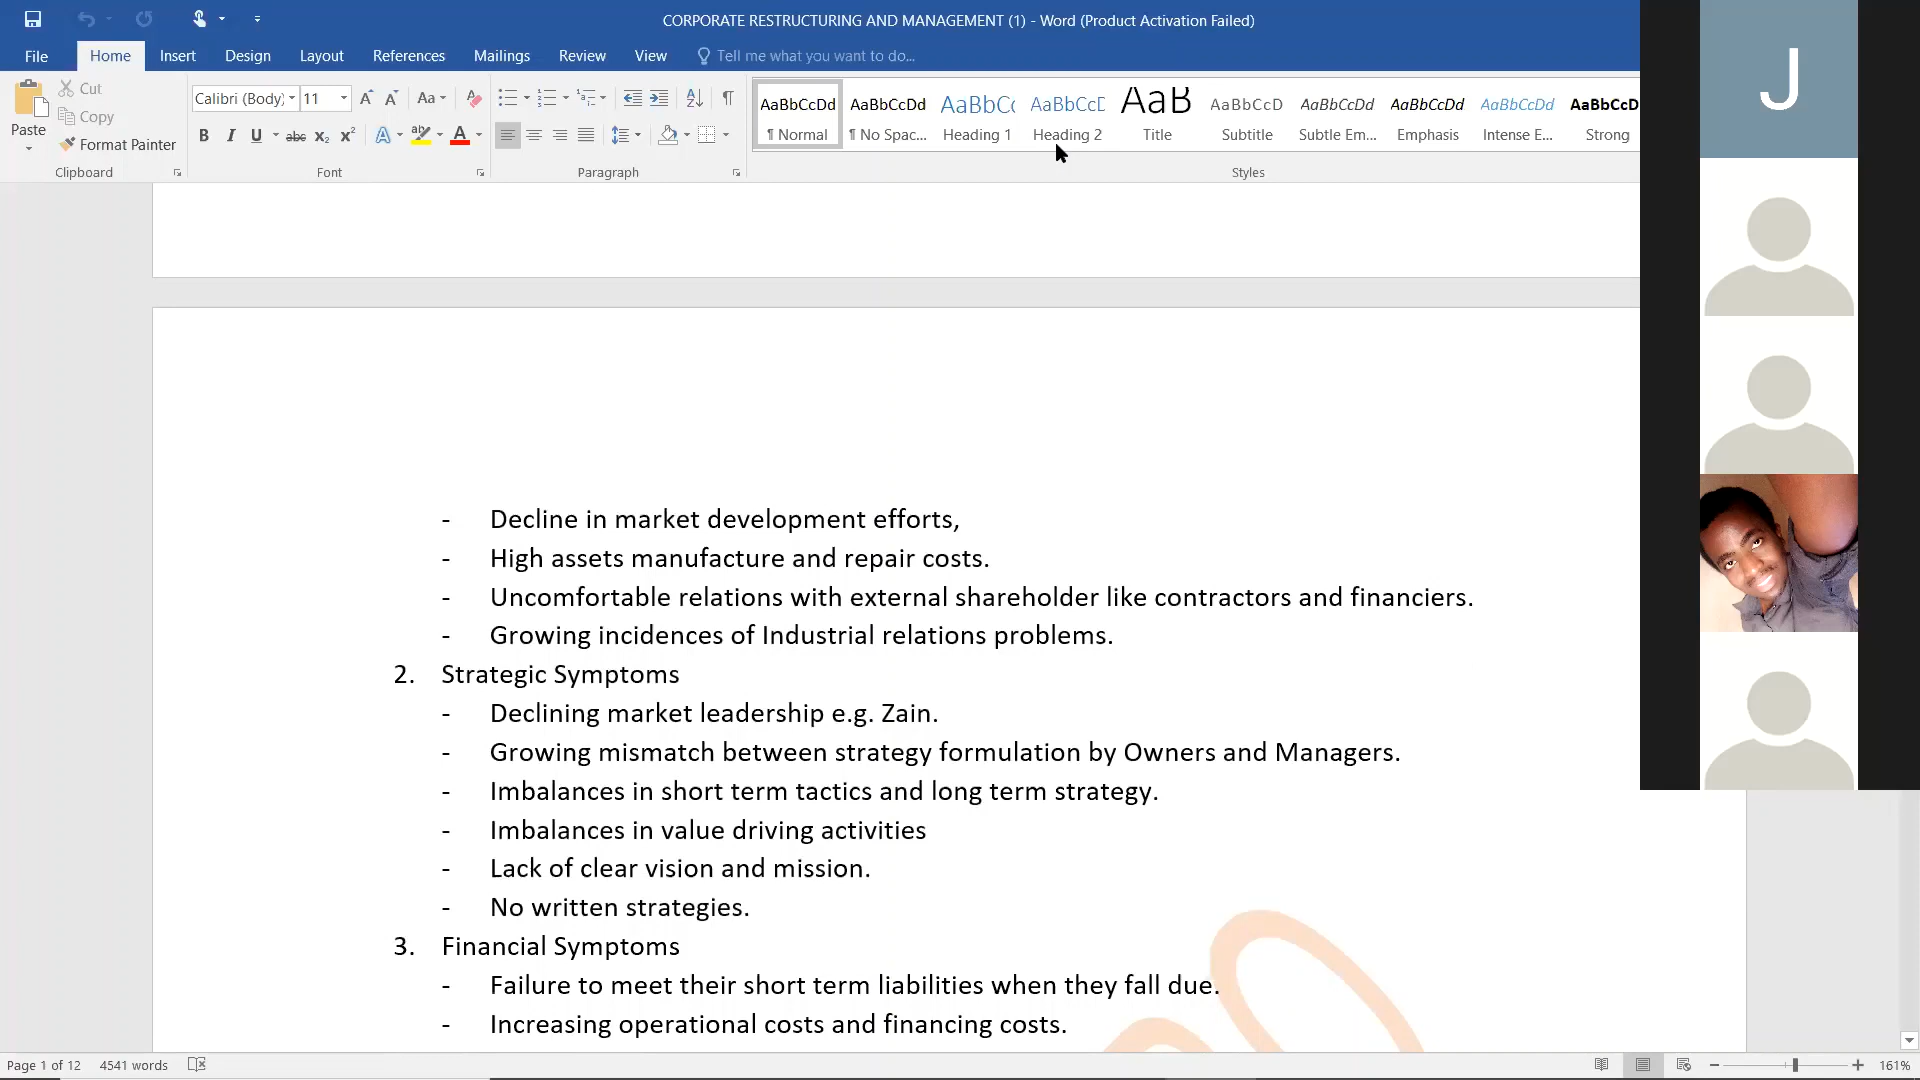 CORPORATE RESTRUCTURING AND MANAGEMENT (1) - Word (Product Activation Failed)
File Home Insert Design Layout References Mailings Review View Tell me what you want to do...
Paste
Cut
Copy
Format Painter
Clipboard
Calibri (Body) 11
Font
Paragraph
AaBbCcDd AaBbCcDd AaBbCc AaBbCcD AaB AaBbCcD AaBbCcDd AaBbCcDd AaBbCcDd AaBbCcD
¶ Normal ¶ No Spac... Heading 1 Heading 2 Title Subtitle Subtle Em... Emphasis Intense E... Strong
Styles
J
- Decline in market development efforts,
- High assets manufacture and repair costs.
- Uncomfortable relations with external shareholder like contractors and financiers.
- Growing incidences of Industrial relations problems.
2. Strategic Symptoms
- Declining market leadership e.g. Zain.
- Growing mismatch between strategy formulation by Owners and Managers.
- Imbalances in short term tactics and long term strategy.
- Imbalances in value driving activities
- Lack of clear vision and mission.
- No written strategies.
3. Financial Symptoms
- Failure to meet their short term liabilities when they fall due.
- Increasing operational costs and financing costs.
Page 1 of 12 4541 words 161%